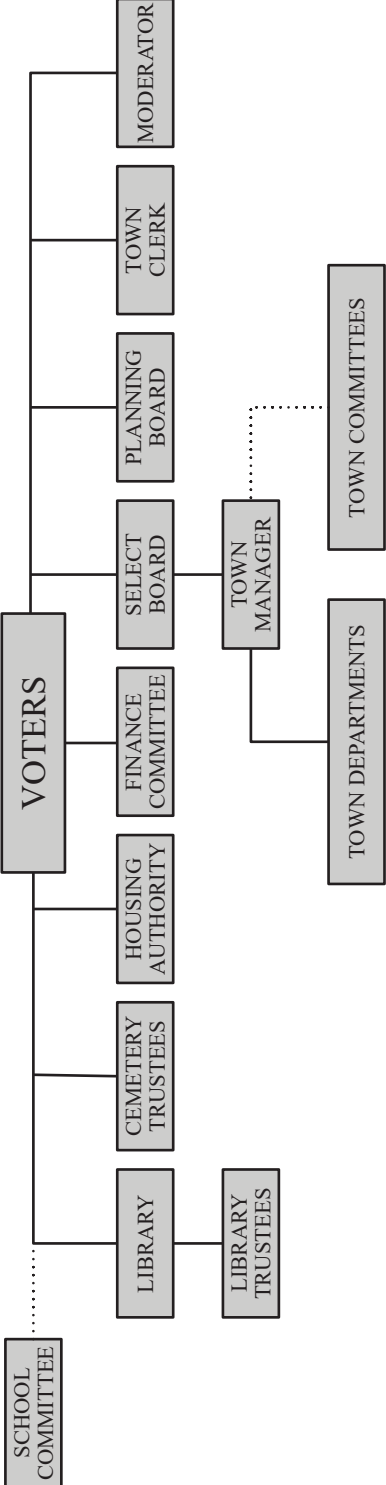 VOTERS
SCHOOL
COMMITTEE
LIBRARY
CEMETERY
TRUSTEES
HOUSING
AUTHORITY
FINANCE
COMMITTEE
SELECT
BOARD
PLANNING
BOARD
TOWN
CLERK
MODERATOR
LIBRARY
TRUSTEES
TOWN
MANAGER
TOWN DEPARTMENTS
TOWN COMMITTEES